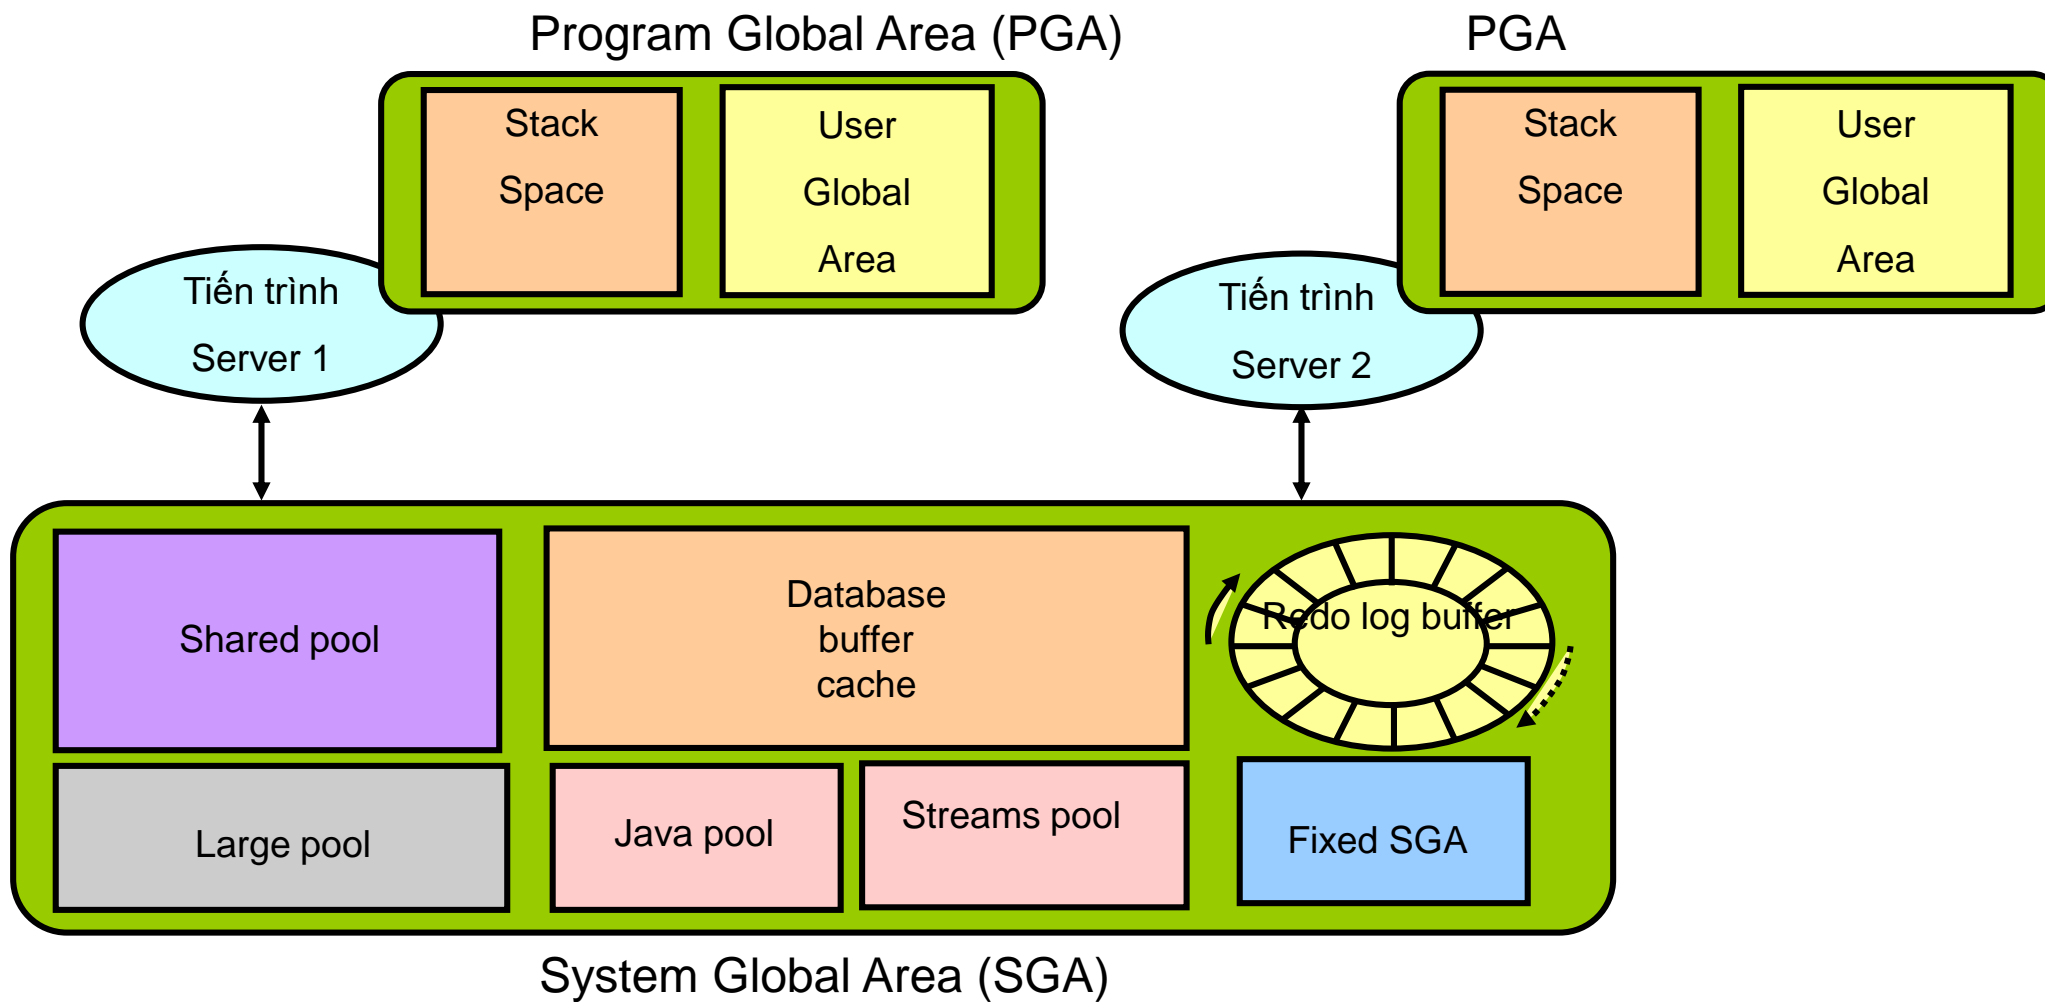 Program Global Area (PGA)
PGA
Stack
Space
User
Global
Area
Stack
Space
User
Global
Area
Tiến trình
Server 1
Tiến trình
Server 2
Shared pool
Database
buffer
cache
Redo log buffer
Large pool
Java pool
Streams pool
Fixed SGA
System Global Area (SGA)